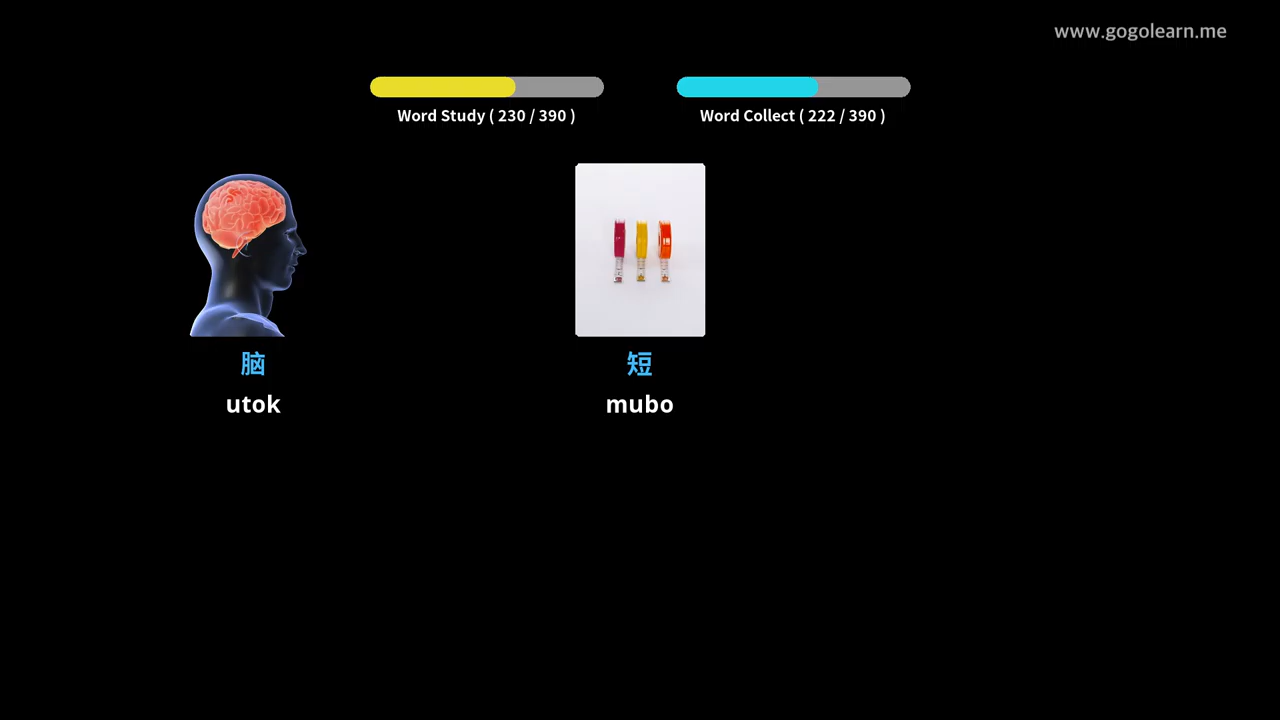 www.gogolearn.me
Word Study ( 230 / 390 )
Word Collect ( 222 / 390 )
脑
短
utok
mubo